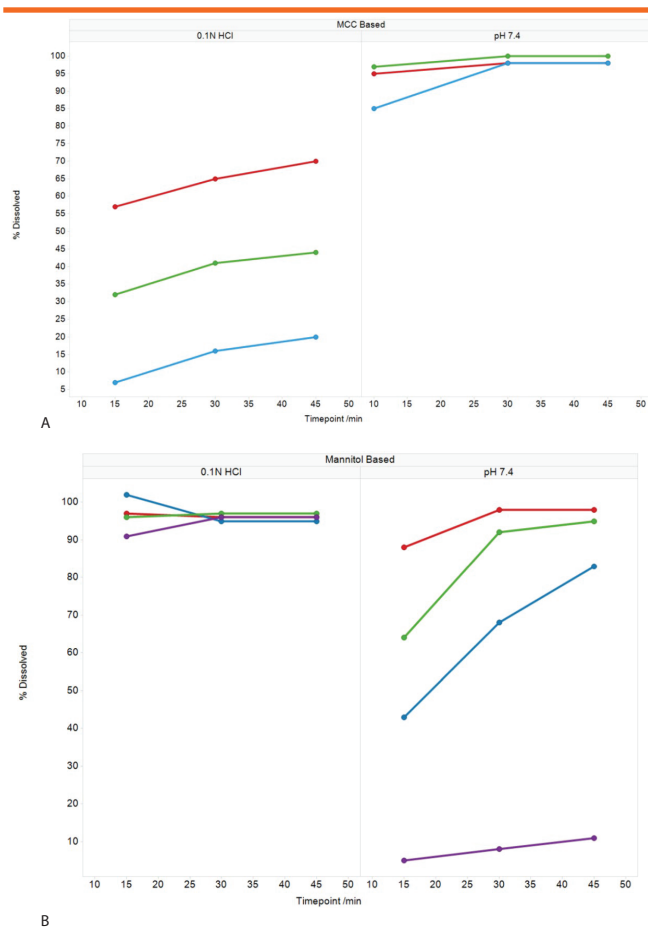 MCC Based
0.1N HCl pH 7.4
100
95
90
85
80
75
70
65
60
55
50
45
40
35
30
25
20
15
10
5
% Dissolved
10 15 20 25 30 35 40 45 50 10 15 20 25 30 35 40 45 50
Timepoint /min
A
Mannitol Based
0.1N HCl pH 7.4
100
90
80
70
60
50
40
30
20
10
% Dissolved
10 15 20 25 30 35 40 45 50 10 15 20 25 30 35 40 45 50
Timepoint /min
B